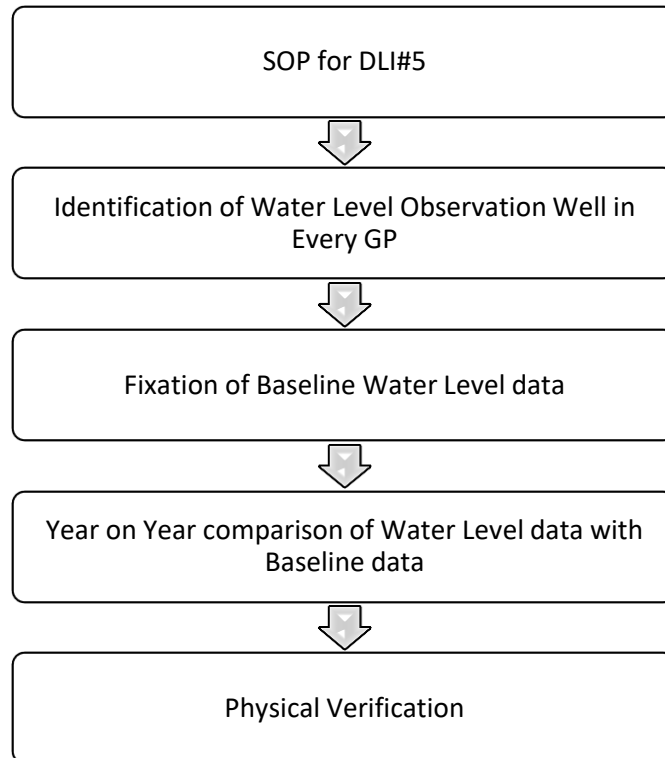 SOP for DLI#5
Identification of Water Level Observation Well in
Every GP
Fixation of Baseline Water Level data
Year on Year comparison of Water Level data with
Baseline data
Physical Verification